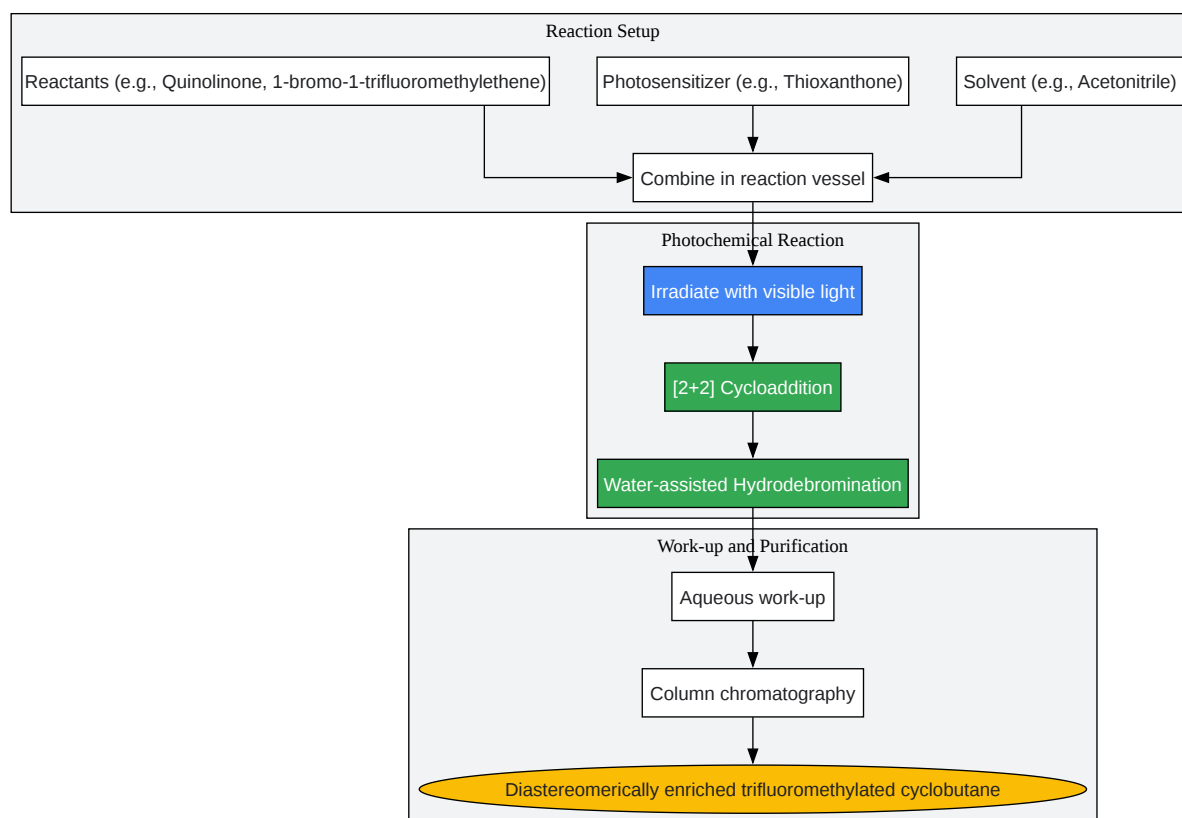 Reaction Setup
Reactants (e.g., Quinolinone, 1-bromo-1-trifluoromethylethene)
Photosensitizer (e.g., Thioxanthone)
Solvent (e.g., Acetonitrile)
Combine in reaction vessel
Photochemical Reaction
Irradiate with visible light
[2+2] Cycloaddition
Water-assisted Hydrodebromination
Work-up and Purification
Aqueous work-up
Column chromatography
Diastereomerically enriched trifluoromethylated cyclobutane